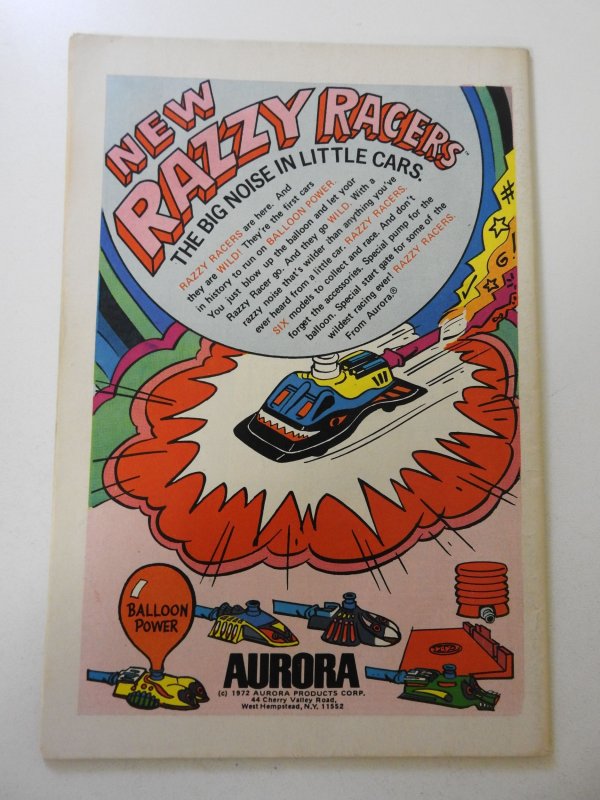 NEW
RAZZY RACERS™
THE BIG NOISE IN LITTLE CARS.
RAZZY RACERS are here. And
they are WILD! They're the first cars
in history to run on BALLOON POWER.
You just blow up the balloon and let your
Razzy Racer go. And they go WILD. With a
razzy noise that's wilder than anything you've
ever heard from a little car. RAZZY RACERS.
SIX models to collect and race. And don't
forget the accessories. Special pump for the
balloon. Special start gate for some of the
wildest racing ever. RAZZY RACERS.
From Aurora.®
BALLOON
POWER
AURORA
(c) 1972 AURORA PRODUCTS CORP.
44 Cherry Valley Road,
West Hempstead, N.Y. 11552